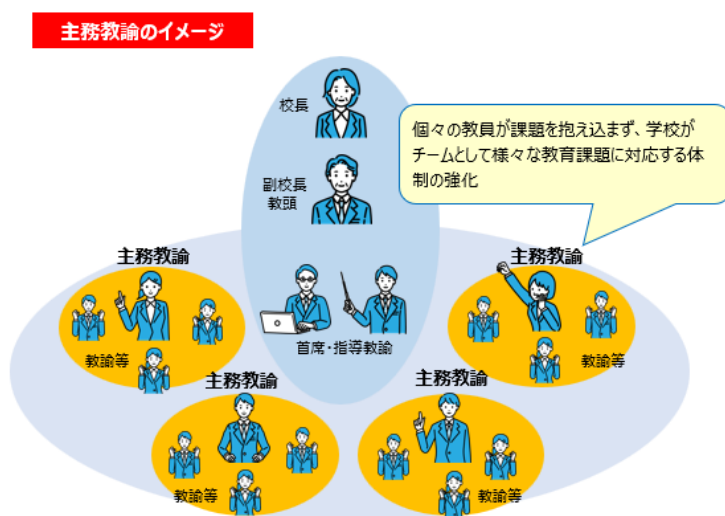 主務教諭のイメージ
校長
個々の教員が課題を抱え込まず、学校が
チームとして様々な教育課題に対応する体
制の強化
副校長
教頭
主務教諭
主務教諭
首席・指導教諭
教諭等
教諭等
主務教諭
主務教諭
教諭等
教諭等